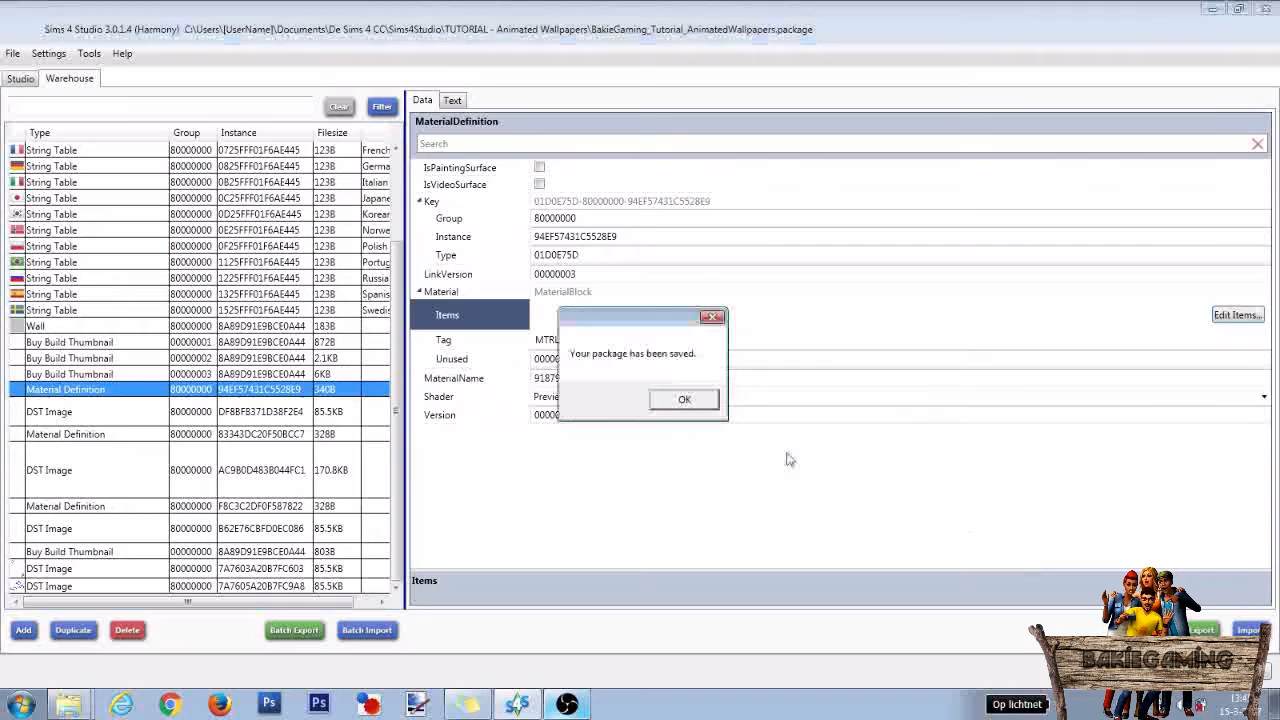 Sims 4 Studio 3.0.1.4 (Harmony) C:\Users\[UserName]\Documents\De Sims 4 CC\Sims4Studio\TUTORIAL - Animated Wallpapers\BakieGaming_Tutorial_AnimatedWallpapers.package
File Settings Tools Help
Studio Warehouse
Clear Filter
Type Group Instance Filesize
String Table 80000000 0725FFF01F6AE445 123B French
String Table 80000000 0825FFF01F6AE445 123B Germa
String Table 80000000 0B25FFF01F6AE445 123B Italian
String Table 80000000 0C25FFF01F6AE445 123B Japane
String Table 80000000 0D25FFF01F6AE445 123B Korear
String Table 80000000 0E25FFF01F6AE445 123B Norwe
String Table 80000000 0F25FFF01F6AE445 123B Polish
String Table 80000000 1125FFF01F6AE445 123B Portug
String Table 80000000 1225FFF01F6AE445 123B Russia
String Table 80000000 1325FFF01F6AE445 123B Spanis
String Table 80000000 1525FFF01F6AE445 123B Swedis
Wall 80000000 8A89D91E9BCE0A44 183B
Buy Build Thumbnail 00000001 8A89D91E9BCE0A44 872B
Buy Build Thumbnail 00000002 8A89D91E9BCE0A44 2.1KB
Buy Build Thumbnail 00000003 8A89D91E9BCE0A44 6KB
Material Definition 80000000 94EF57431C5528E9 340B
DST Image 80000000 DF8BFB371D38F2E4 85.5KB
Material Definition 80000000 83343DC20F50BCC7 328B
DST Image 80000000 AC9B0D483B044FC1 170.8KB
Material Definition 80000000 F8C3C2DF0F587822 328B
DST Image 80000000 B62E76CBFD0EC086 85.5KB
Buy Build Thumbnail 00000000 8A89D91E9BCE0A44 803B
DST Image 80000000 7A7603A20B7FC603 85.5KB
DST Image 80000000 7A7605A20B7FC9A8 85.5KB
Add Duplicate Delete Batch Export Batch Import
Data Text
MaterialDefinition
Search
IsPaintingSurface
IsVideoSurface
Key 01D0E75D-80000000-94EF57431C5528E9
Group 80000000
Instance 94EF57431C5528E9
Type 01D0E75D
LinkVersion 00000003
Material MaterialBlock
Items Edit Items...
Tag MTRL
Unused 0000
MaterialName 9187
Shader Previe
Version 0000
Your package has been saved.
OK
Items
Export Impor
BAKIEGAMING
Ps Ps
Op lichtnet